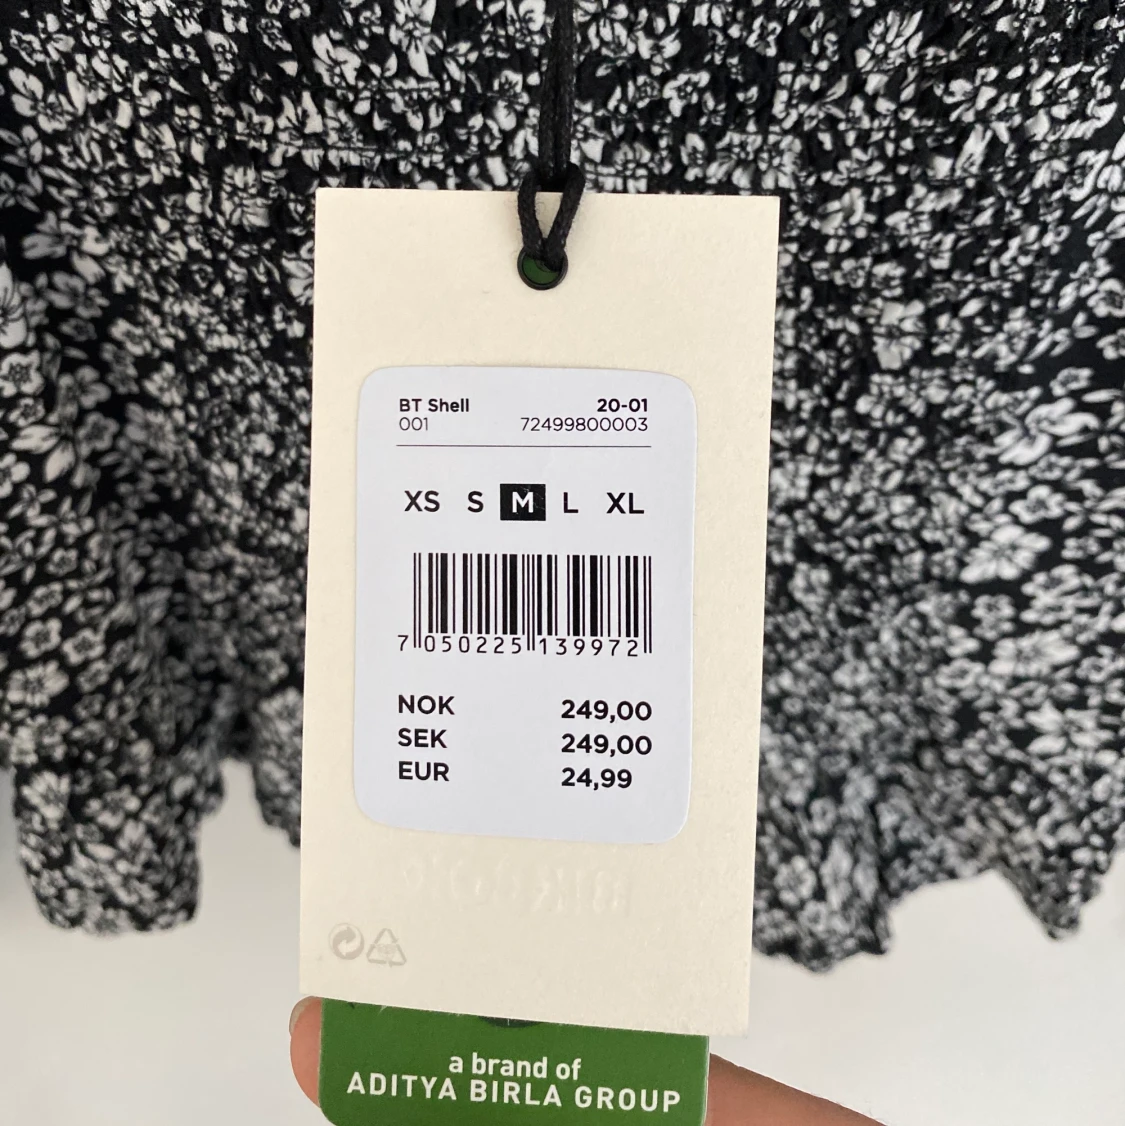 BT Shell 20-01
001 72499800003
XS S M L XL
7 050225 139972
NOK 249,00
SEK 249,00
EUR 24,99
a brand of
ADITYA BIRLA GROUP